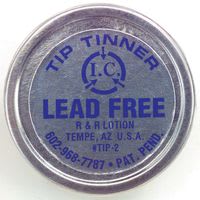 TIP TINNER
I.C.
LEAD FREE
R & R LOTION
TEMPE, AZ U.S.A.
#TIP-2
602-968-7787 • PAT. PEND.